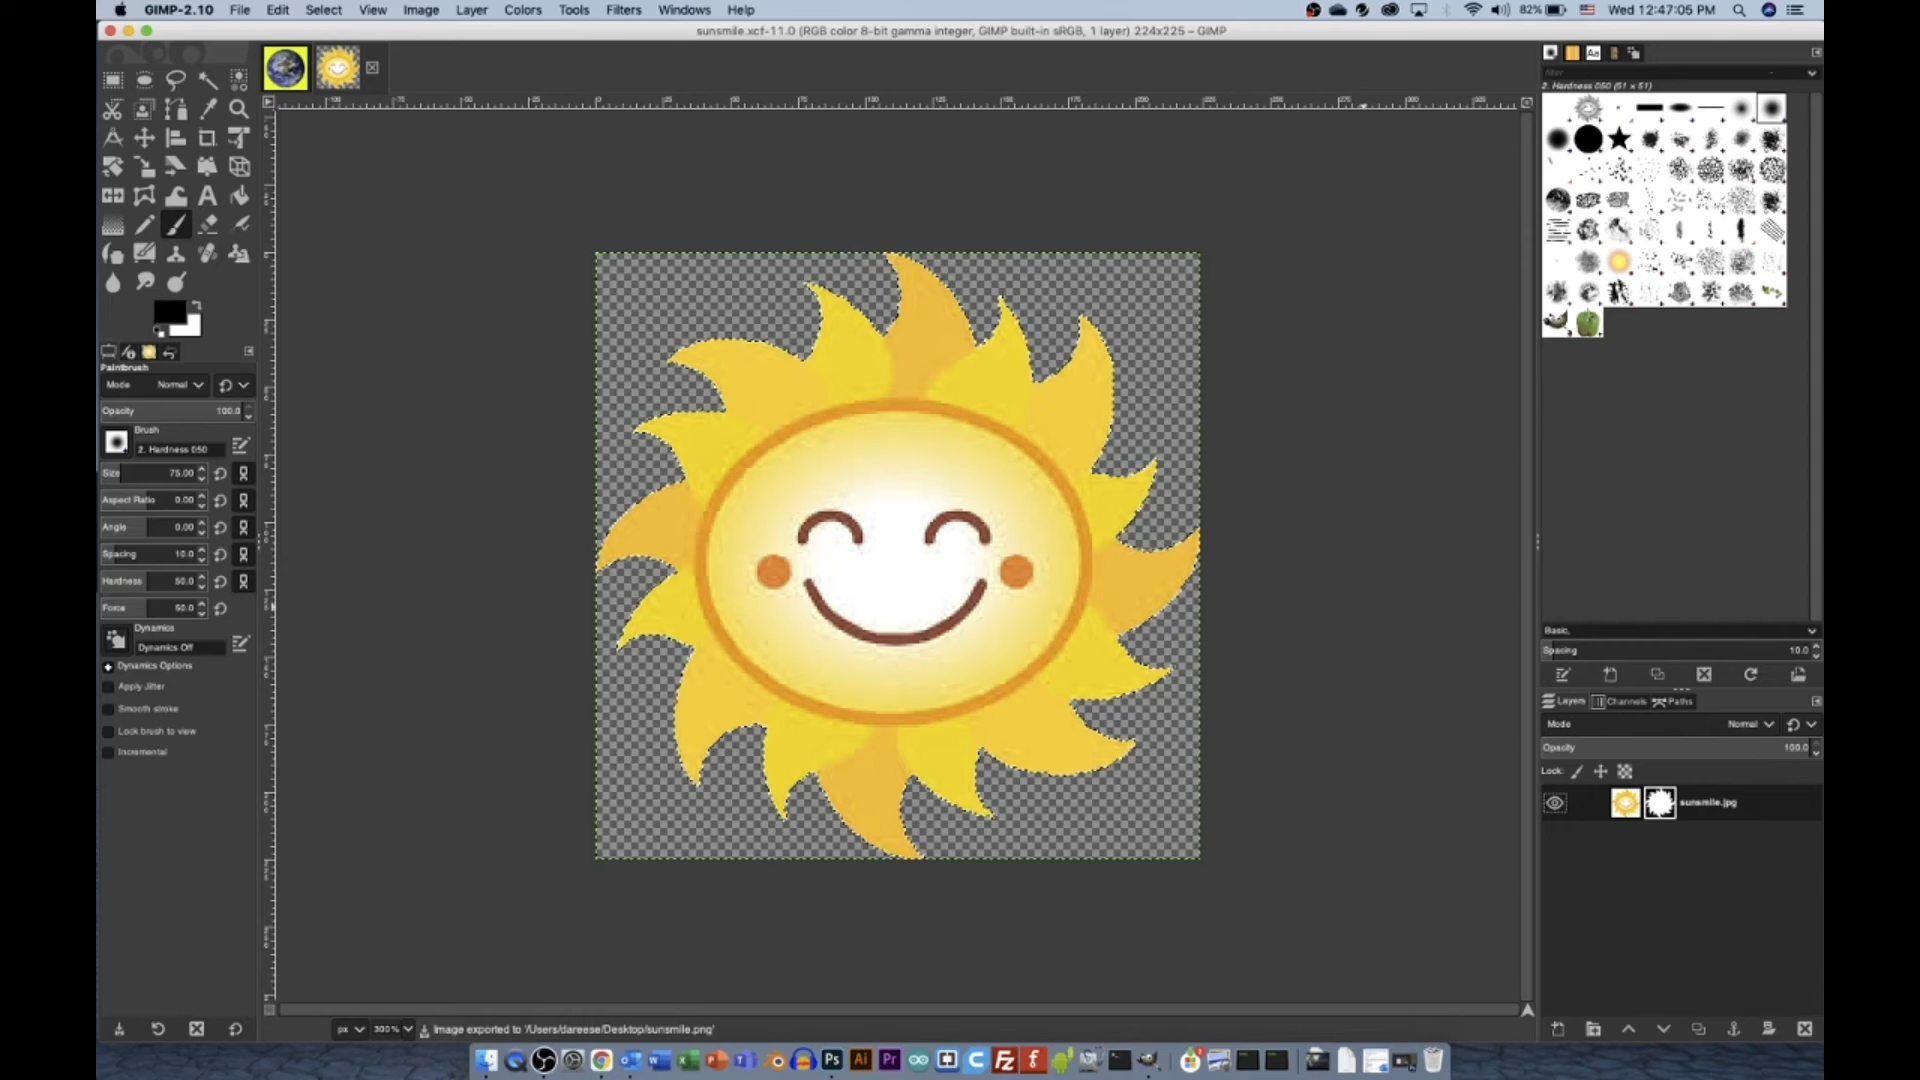 GIMP-2.10 File Edit Select View Image Layer Colors Tools Filters Windows Help 82% Wed 12:47:05 PM
sunsmile.xcf-11.0 (RGB color 8-bit gamma integer, GIMP built-in sRGB, 1 layer) 224x225 – GIMP
filter
2. Hardness 050 (51 x 51)
Paintbrush
Mode Normal
Opacity 100.0
Brush
2. Hardness 050
Size 75.00
Aspect Ratio 0.00
Angle 0.00
Spacing 10.0
Hardness 50.0
Force 50.0
Dynamics
Dynamics Off
Dynamics Options
Apply Jitter
Smooth stroke
Lock brush to view
Incremental
Basic,
Spacing 10.0
Layers Channels Paths
Mode Normal
Opacity 100.0
Lock:
sunsmile.jpg
px 300% Image exported to '/Users/dareese/Desktop/sunsmile.png'
Ps Ai Pr